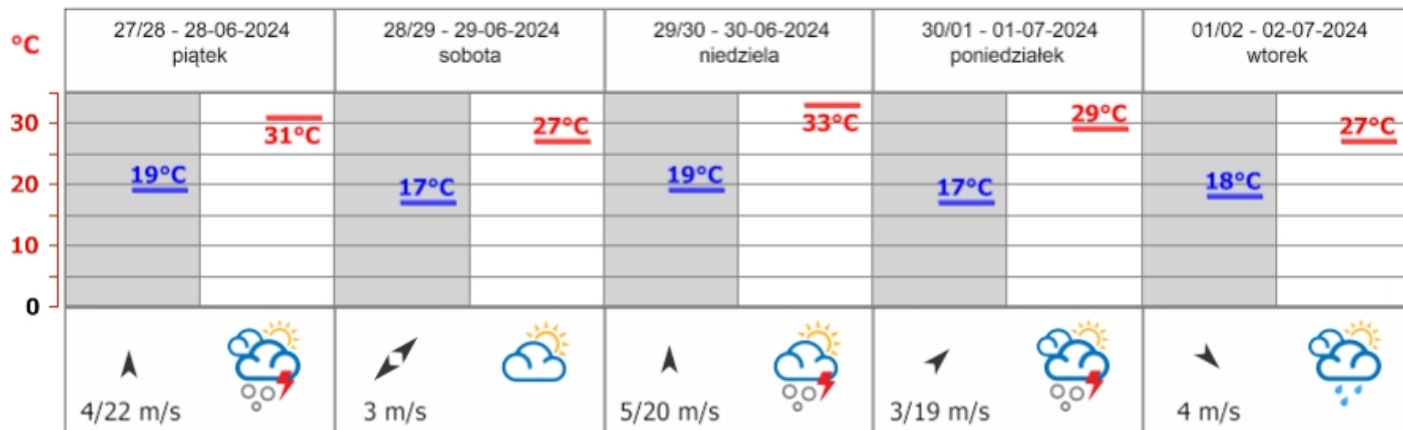 °C
27/28 - 28-06-2024
piątek
28/29 - 29-06-2024
sobota
29/30 - 30-06-2024
niedziela
30/01 - 01-07-2024
poniedziałek
01/02 - 02-07-2024
wtorek
30
20
10
0
19°C
31°C
17°C
27°C
19°C
33°C
17°C
29°C
18°C
27°C
4/22 m/s
3 m/s
5/20 m/s
3/19 m/s
4 m/s